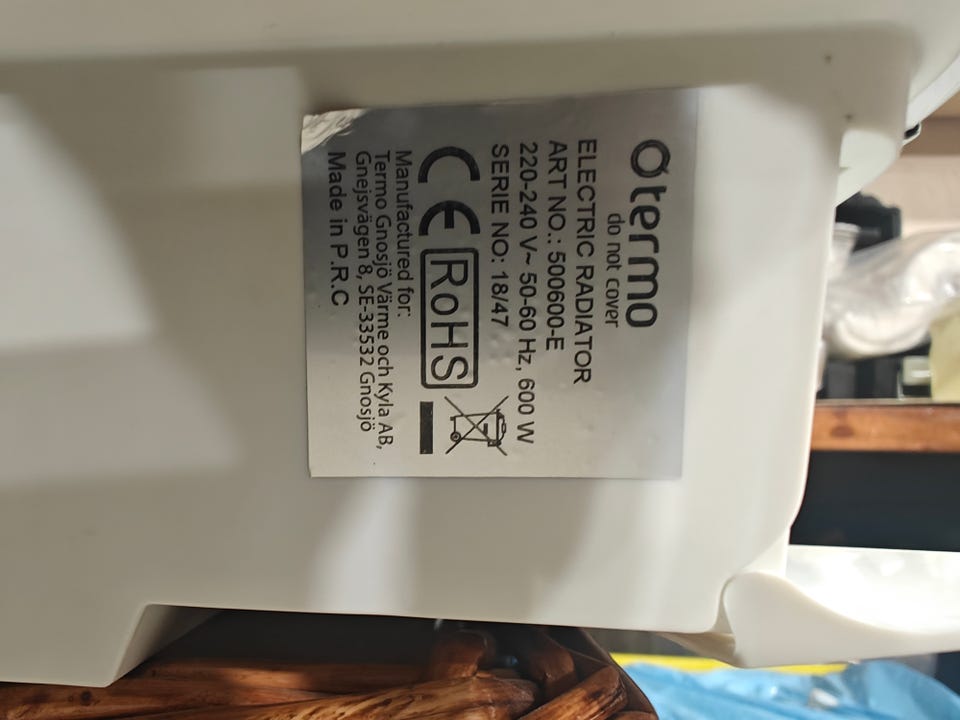 termo
do not cover
ELECTRIC RADIATOR
ART NO.: 500600-E
220-240 V~ 50-60 Hz, 600 W
SERIE NO: 18/47
CE RoHS
Manufactured for:
Termo Gnosjö Värme och Kyla AB,
Gnejsvägen 8, SE-33532 Gnosjö
Made in P.R.C